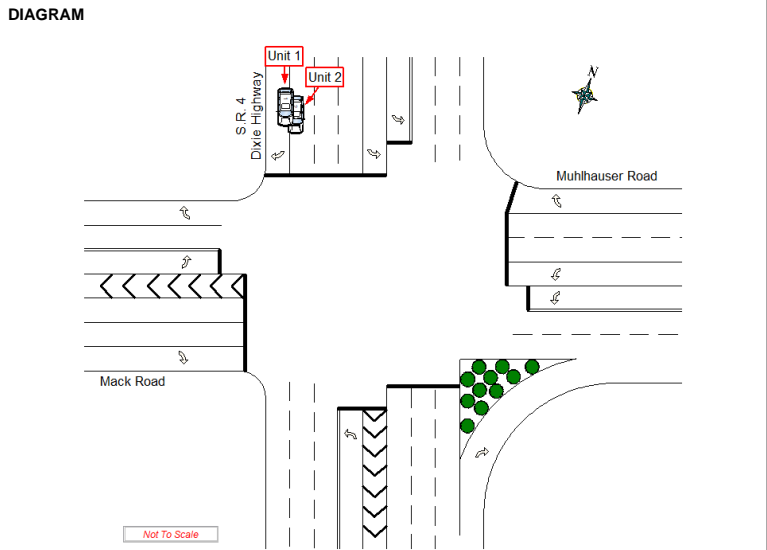 DIAGRAM
Unit 1
Unit 2
S.R. 4
Dixie Highway
N
Muhlhauser Road
Mack Road
Not To Scale